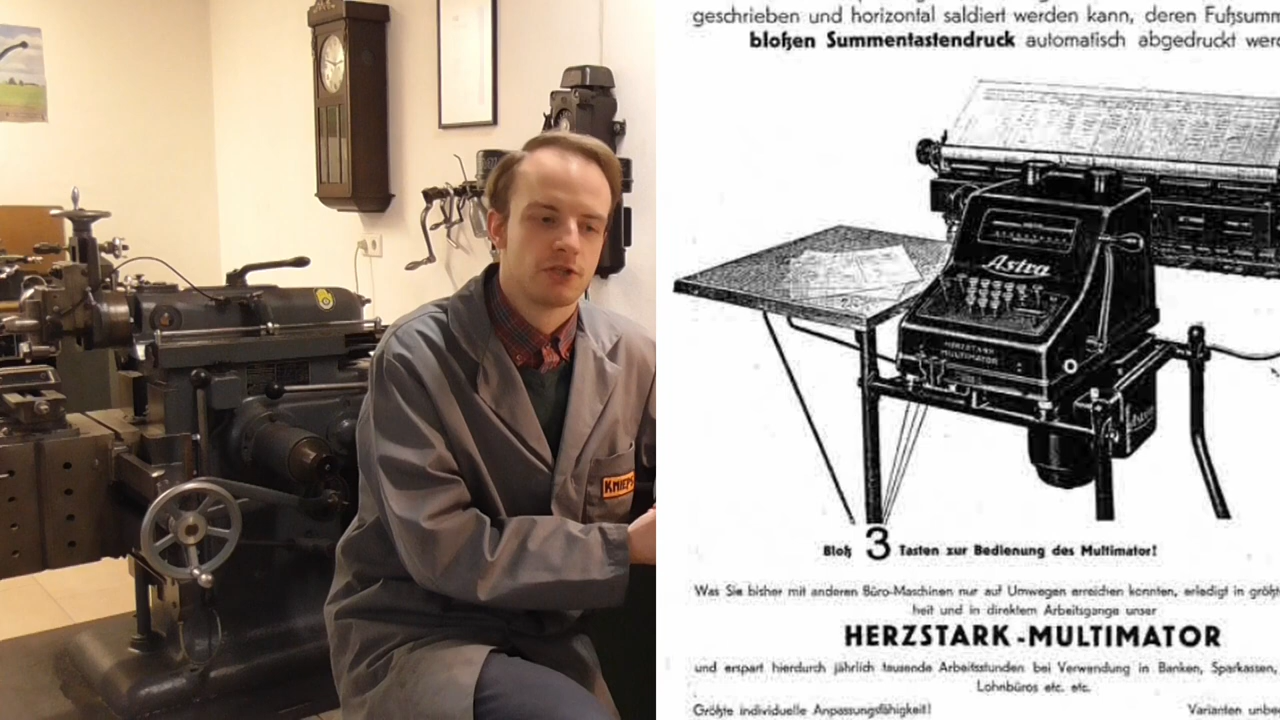 KNIEPS
geschrieben und horizontal saldiert werden kann, deren Fußsumm
bloßen Summentastendruck automatisch abgedruckt werd
Astra
HERZSTARK
MULTIMATOR
Astra
Bloß 3 Tasten zur Bedienung des Multimator!
Was Sie bisher mit anderen Büro-Maschinen nur auf Umwegen erreichen konnten, erledigt in größt
heit und in direktem Arbeitsgange unser
HERZSTARK-MULTIMATOR
und erspart hierdurch jährlich tausende Arbeitsstunden bei Verwendung in Banken, Sparkassen,
Lohnbüros etc. etc.
Größte individuelle Anpassungsfähigkeit!
Varianten unbe